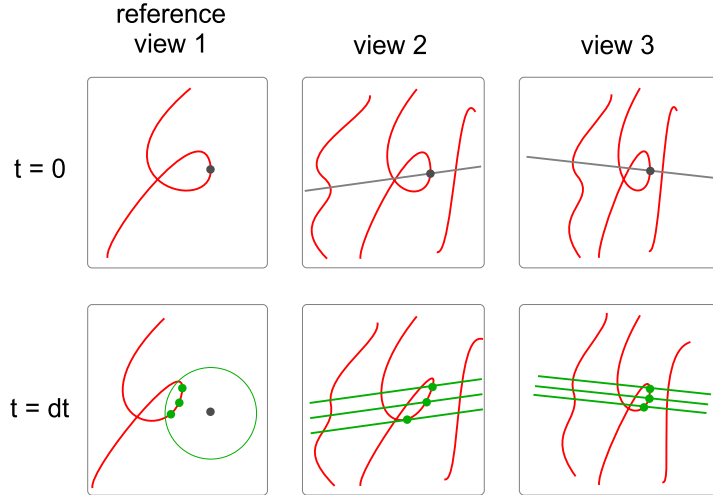 reference
view 1
view 2
view 3
t = 0
t = dt